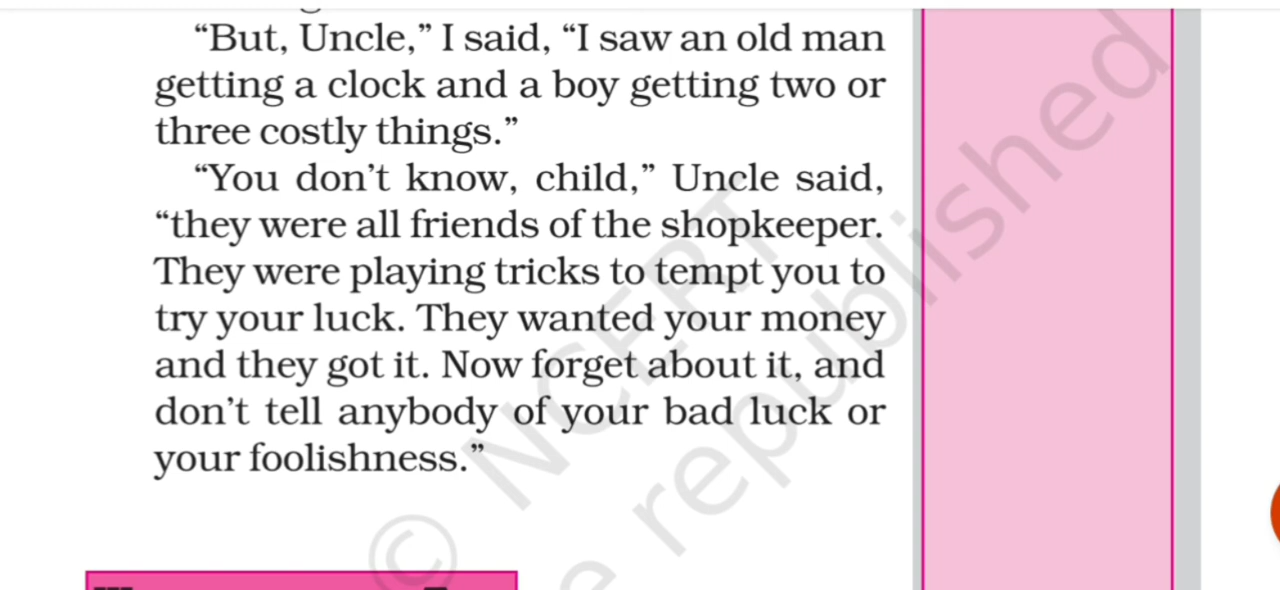 “But, Uncle,” I said, “I saw an old man
getting a clock and a boy getting two or
three costly things.”
“You don’t know, child,” Uncle said,
“they were all friends of the shopkeeper.
They were playing tricks to tempt you to
try your luck. They wanted your money
and they got it. Now forget about it, and
don’t tell anybody of your bad luck or
your foolishness.”
© NCERT
republished